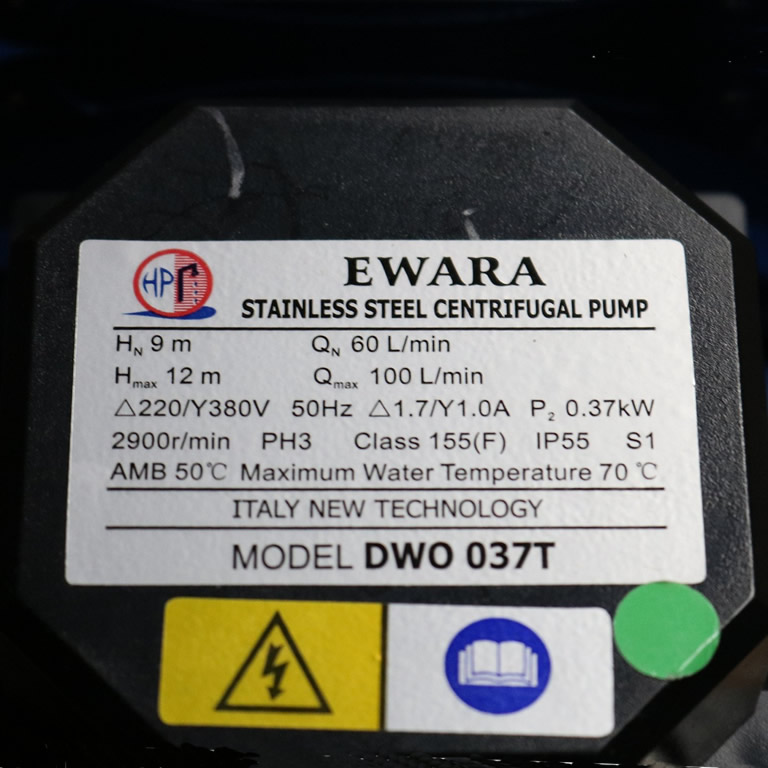 HP
EWARA
STAINLESS STEEL CENTRIFUGAL PUMP
HN 9 m QN 60 L/min
Hmax 12 m Qmax 100 L/min
△220/Y380V 50Hz △1.7/Y1.0A P2 0.37kW
2900r/min PH3 Class 155(F) IP55 S1
AMB 50℃ Maximum Water Temperature 70 ℃
ITALY NEW TECHNOLOGY
MODEL DWO 037T